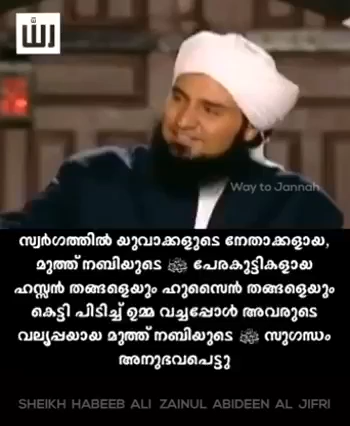 Way to Jannah
സ്വർഗത്തിൽ യുവാക്കളുടെ നേതാക്കളായ,
മുത്ത് നബിയുടെ ﷺ പേരകുട്ടികളായ
ഹസ്സൻ തങ്ങളെയും ഹുസൈൻ തങ്ങളെയും
കെട്ടി പിടിച്ച് ഉമ്മ വച്ചപ്പോൾ അവരുടെ
വല്യുപ്പയായ മുത്ത് നബിയുടെ ﷺ സുഗന്ധം
അനുഭവപെട്ടു
SHEIKH HABEEB ALI ZAINUL ABIDEEN AL JIFRI